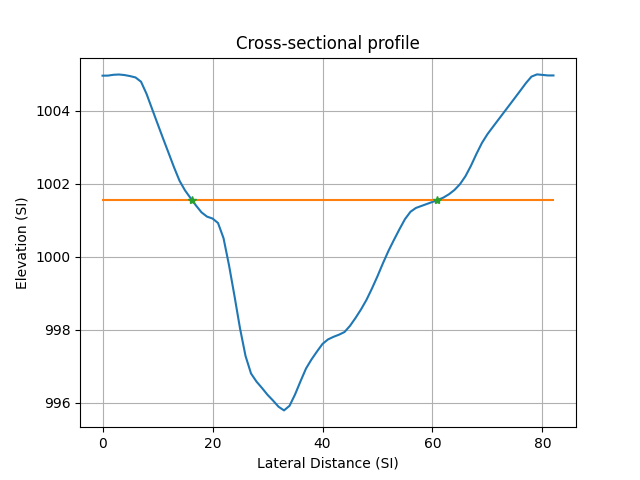 Cross-sectional profile
1004
1002
1000
998
996
Elevation (SI)
0 20 40 60 80
Lateral Distance (SI)